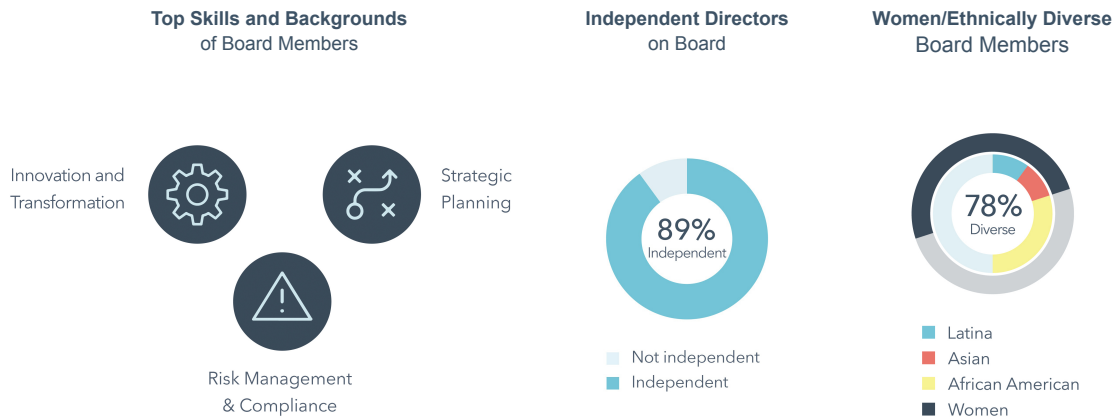 Top Skills and Backgrounds
of Board Members
Innovation and
Transformation
Strategic
Planning
Risk Management
& Compliance
Independent Directors
on Board
89%
Independent
Not independent
Independent
Women/Ethnically Diverse
Board Members
78%
Diverse
Latina
Asian
African American
Women